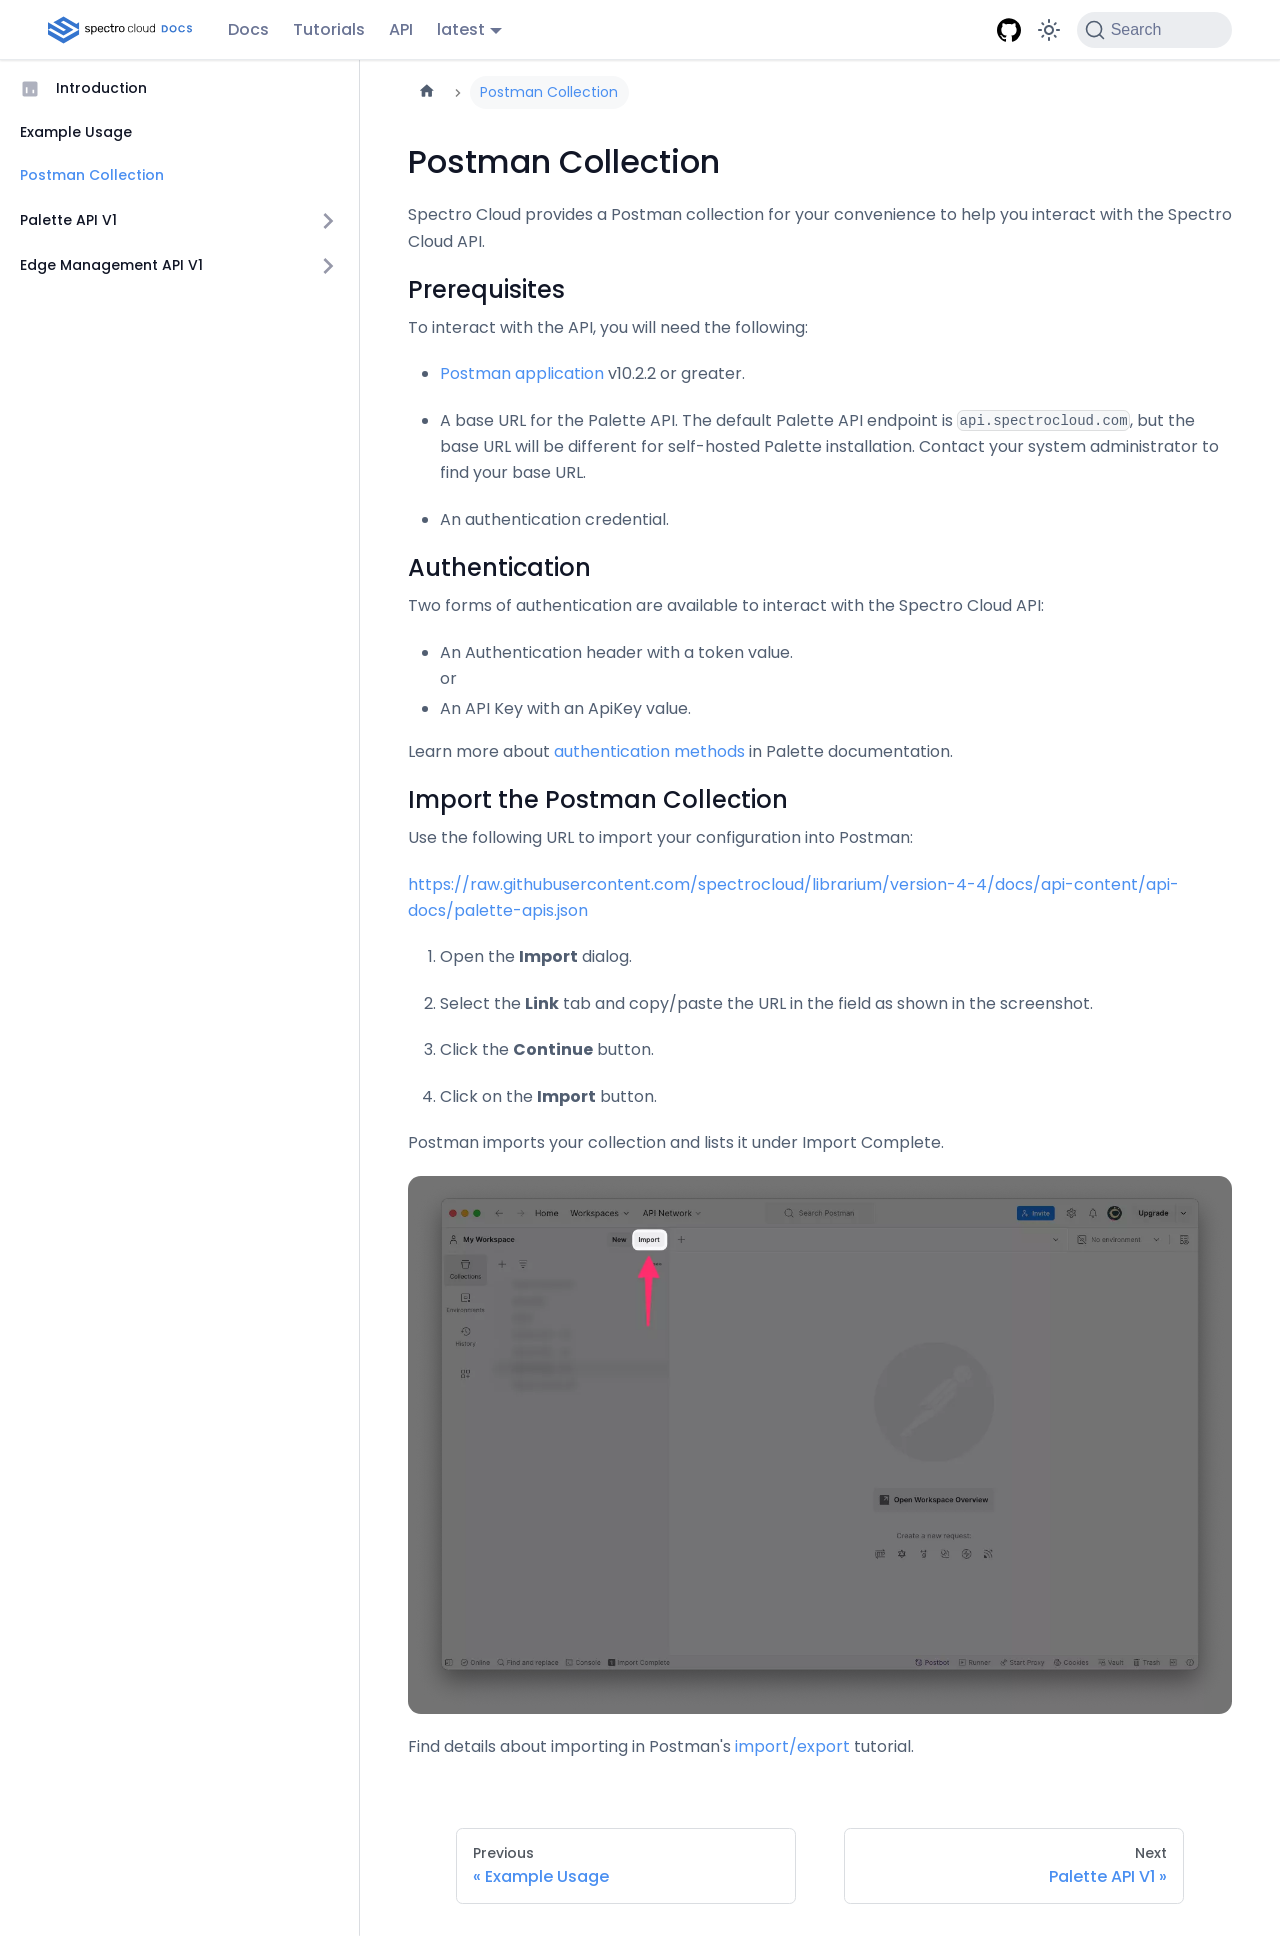 spectro cloud DOCS
Docs
Tutorials
API
latest
Search
Introduction
Example Usage
Postman Collection
Palette API V1
Edge Management API V1
Postman Collection
Postman Collection
Spectro Cloud provides a Postman collection for your convenience to help you interact with the Spectro
Cloud API.
Prerequisites
To interact with the API, you will need the following:
Postman application v10.2.2 or greater.
A base URL for the Palette API. The default Palette API endpoint is api.spectrocloud.com, but the
base URL will be different for self-hosted Palette installation. Contact your system administrator to
find your base URL.
An authentication credential.
Authentication
Two forms of authentication are available to interact with the Spectro Cloud API:
An Authentication header with a token value.
or
An API Key with an ApiKey value.
Learn more about authentication methods in Palette documentation.
Import the Postman Collection
Use the following URL to import your configuration into Postman:
https://raw.githubusercontent.com/spectrocloud/librarium/version-4-4/docs/api-content/api-
docs/palette-apis.json
1. Open the Import dialog.
2. Select the Link tab and copy/paste the URL in the field as shown in the screenshot.
3. Click the Continue button.
4. Click on the Import button.
Postman imports your collection and lists it under Import Complete.
Home Workspaces API Network Search Postman Invite Upgrade
My Workspace New Import No environment
Collections
Environments
History
Open Workspace Overview
Create a new request:
Online Find and replace Console Import Complete Postbot Runner Start Proxy Cookies Vault Trash
Find details about importing in Postman's import/export tutorial.
Previous
« Example Usage
Next
Palette API V1 »